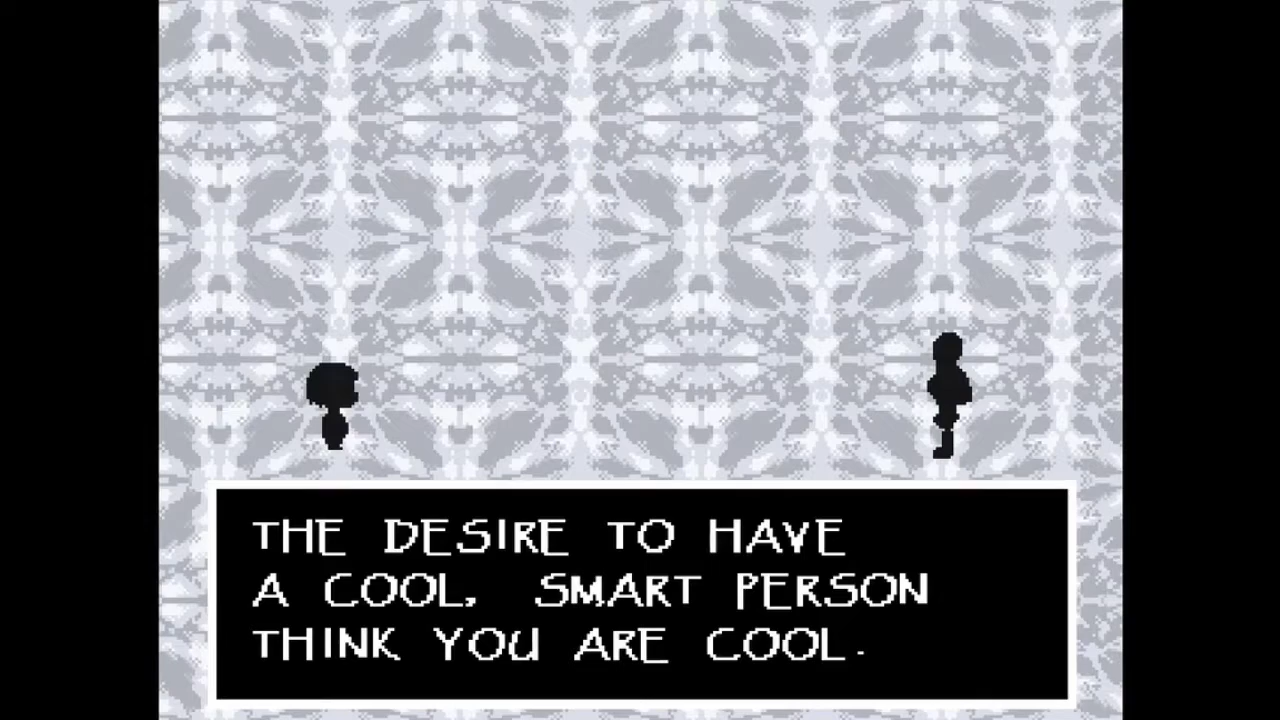 THE DESIRE TO HAVE
A COOL, SMART PERSON
THINK YOU ARE COOL.